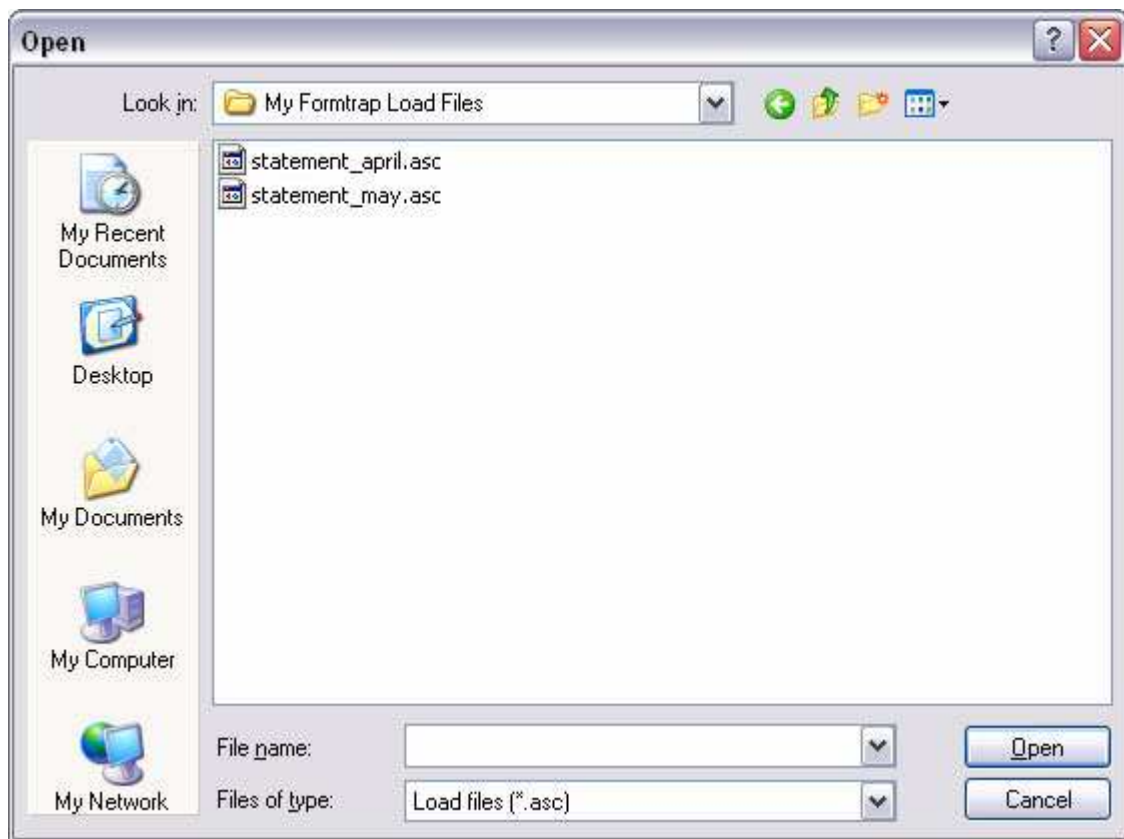 Open
Look in:
My Formtrap Load Files
statement_april.asc
statement_may.asc
My Recent
Documents
Desktop
My Documents
My Computer
My Network
File name:
Open
Files of type:
Load files (*.asc)
Cancel